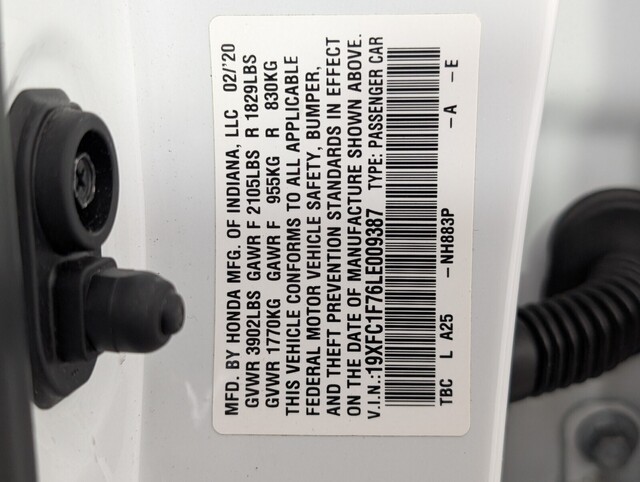 MFD. BY HONDA MFG. OF INDIANA, LLC 02/'20
GVWR 3902LBS GAWR F 2105LBS R 1829LBS
GVWR 1770KG GAWR F 955KG R 830KG
THIS VEHICLE CONFORMS TO ALL APPLICABLE
FEDERAL MOTOR VEHICLE SAFETY, BUMPER,
AND THEFT PREVENTION STANDARDS IN EFFECT
ON THE DATE OF MANUFACTURE SHOWN ABOVE.
V.I.N.:19XFC1F76LE009387 TYPE: PASSENGER CAR
TBC L A25 –NH883P –A –E